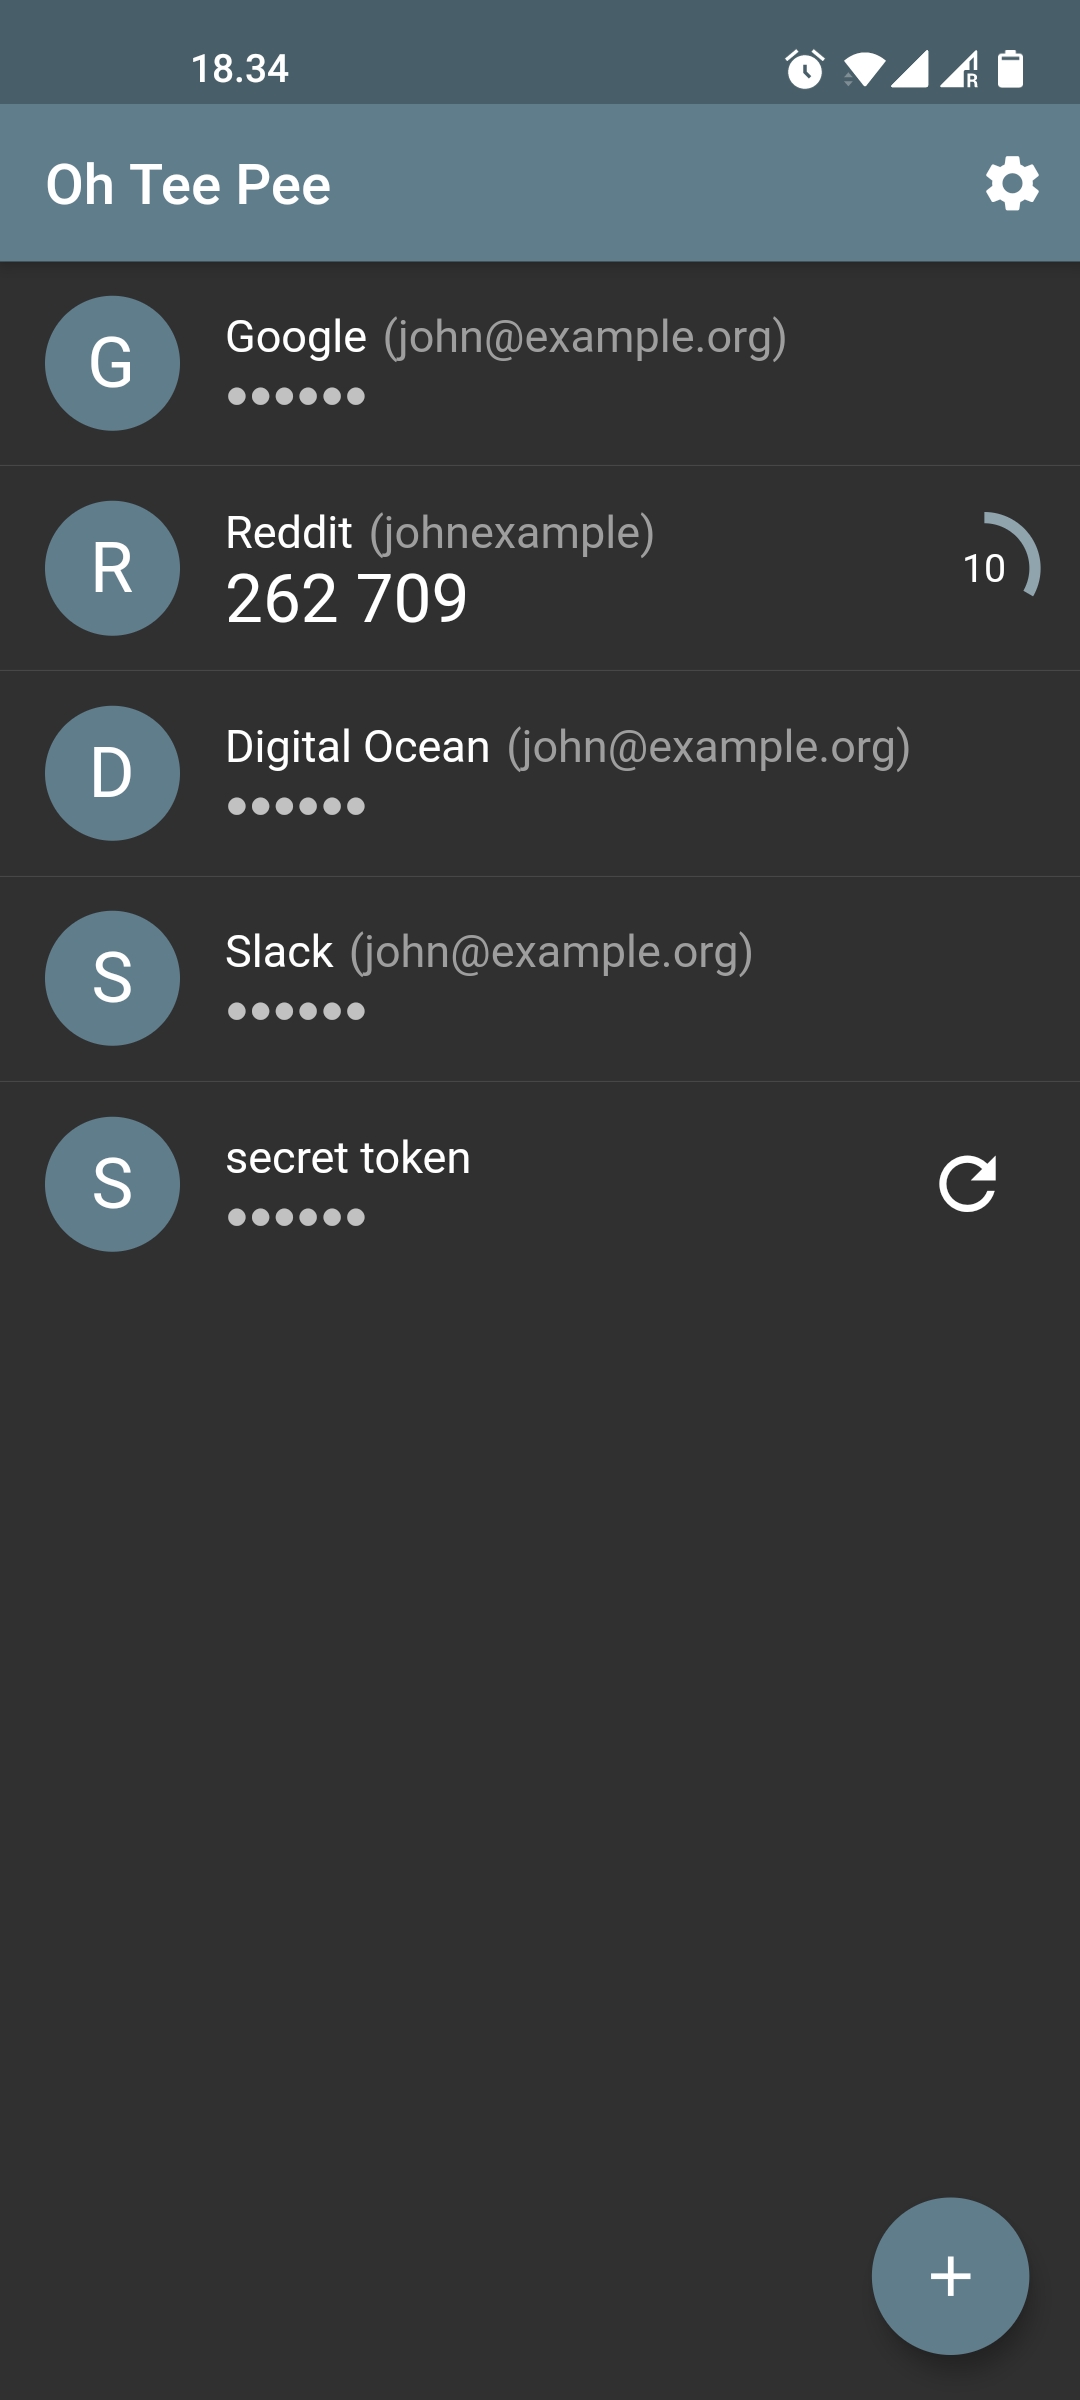 18.34
R
Oh Tee Pee
G
Google (john@example.org)
••••••
R
Reddit (johnexample)
262 709
10
D
Digital Ocean (john@example.org)
••••••
S
Slack (john@example.org)
••••••
S
secret token
••••••
+